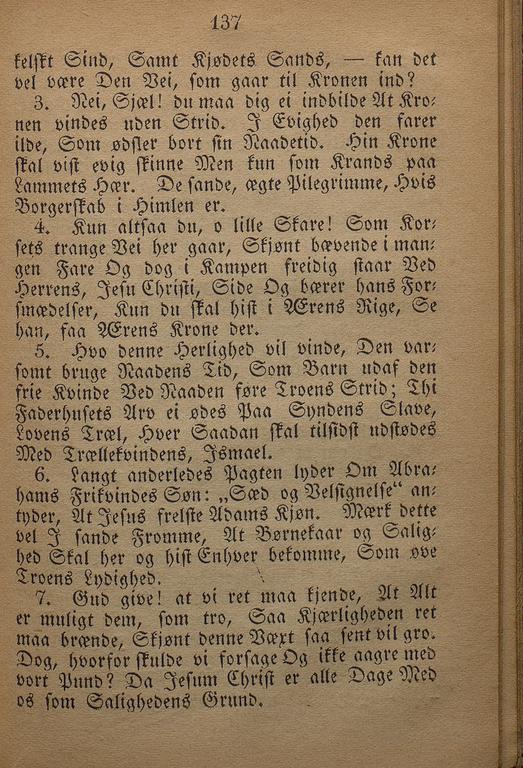 137
kelskt Sind, Samt Kjødets Sands, — kan det
vel være Den Vei, som gaar til Kronen ind?
3. Nei, Sjæl! du maa dig ei indbilde At Kro-
nen vindes uden Strid. I Evighed den farer
ilde, Som ødsler bort sin Naadetid. Hin Krone
skal vist evig skinne Men kun som Krands paa
Lammets Hær. De sande, ægte Pilegrimme, Hvis
Borgerskab i Himlen er.
4. Kun altsaa du, o lille Skare! Som Kor-
sets trange Vei her gaar, Skjønt bævende i man-
gen Fare Og dog i Kampen freidig staar Ved
Herrens, Jesu Christi, Side Og bærer hans For-
smædelser, Kun du skal hist i Ærens Rige, Se
han, faa Ærens Krone der.
5. Hvo denne Herlighed vil vinde, Den var-
somt bruge Naadens Tid, Som Barn udaf den
frie Kvinde Ved Naaden føre Troens Strid; Thi
Faderhusets Arv ei ødes Paa Syndens Slave,
Lovens Træl, Hver Saadan skal tilsidst udstødes
Med Trællekvindens, Ismael.
6. Langt anderledes Pagten lyder Om Abra-
hams Frikvindes Søn: „Sæd og Velsignelse“ an-
tyder, At Jesus frelste Adams Kjøn. Mærk dette
vel I sande Fromme, At Børnekaar og Salig-
hed Skal her og hist Enhver bekomme, Som øve
Troens Lydighed.
7. Gud give! at vi ret maa kjende, At Alt
er muligt dem, som tro, Saa Kjærligheden ret
maa brænde, Skjønt denne Væxt saa sent vil gro.
Dog, hvorfor skulde vi forsage Og ikke aagre med
vort Pund? Da Jesum Christ er alle Dage Med
os som Salighedens Grund.